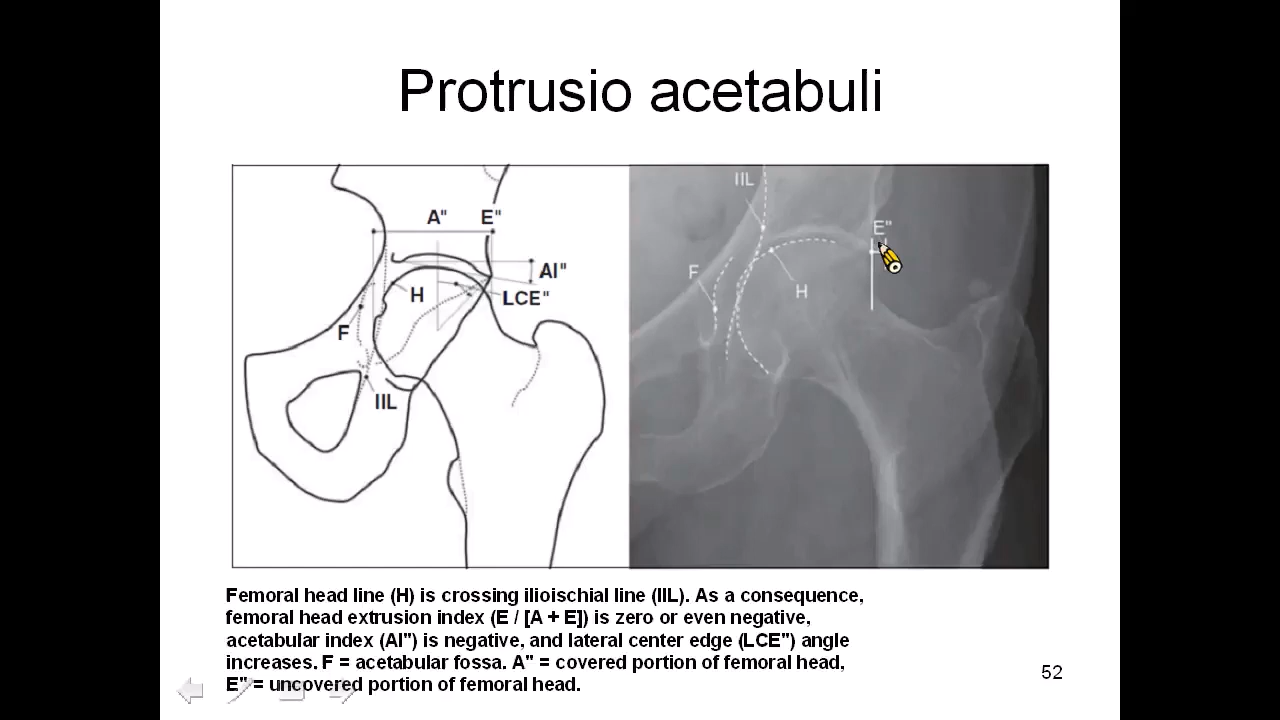 Protrusio acetabuli
A" E"
AI"
H LCE"
F
IIL
IIL
E"
F
H
Femoral head line (H) is crossing ilioischial line (IIL). As a consequence,
femoral head extrusion index (E / [A + E]) is zero or even negative,
acetabular index (AI") is negative, and lateral center edge (LCE") angle
increases. F = acetabular fossa. A" = covered portion of femoral head,
E" = uncovered portion of femoral head.
52